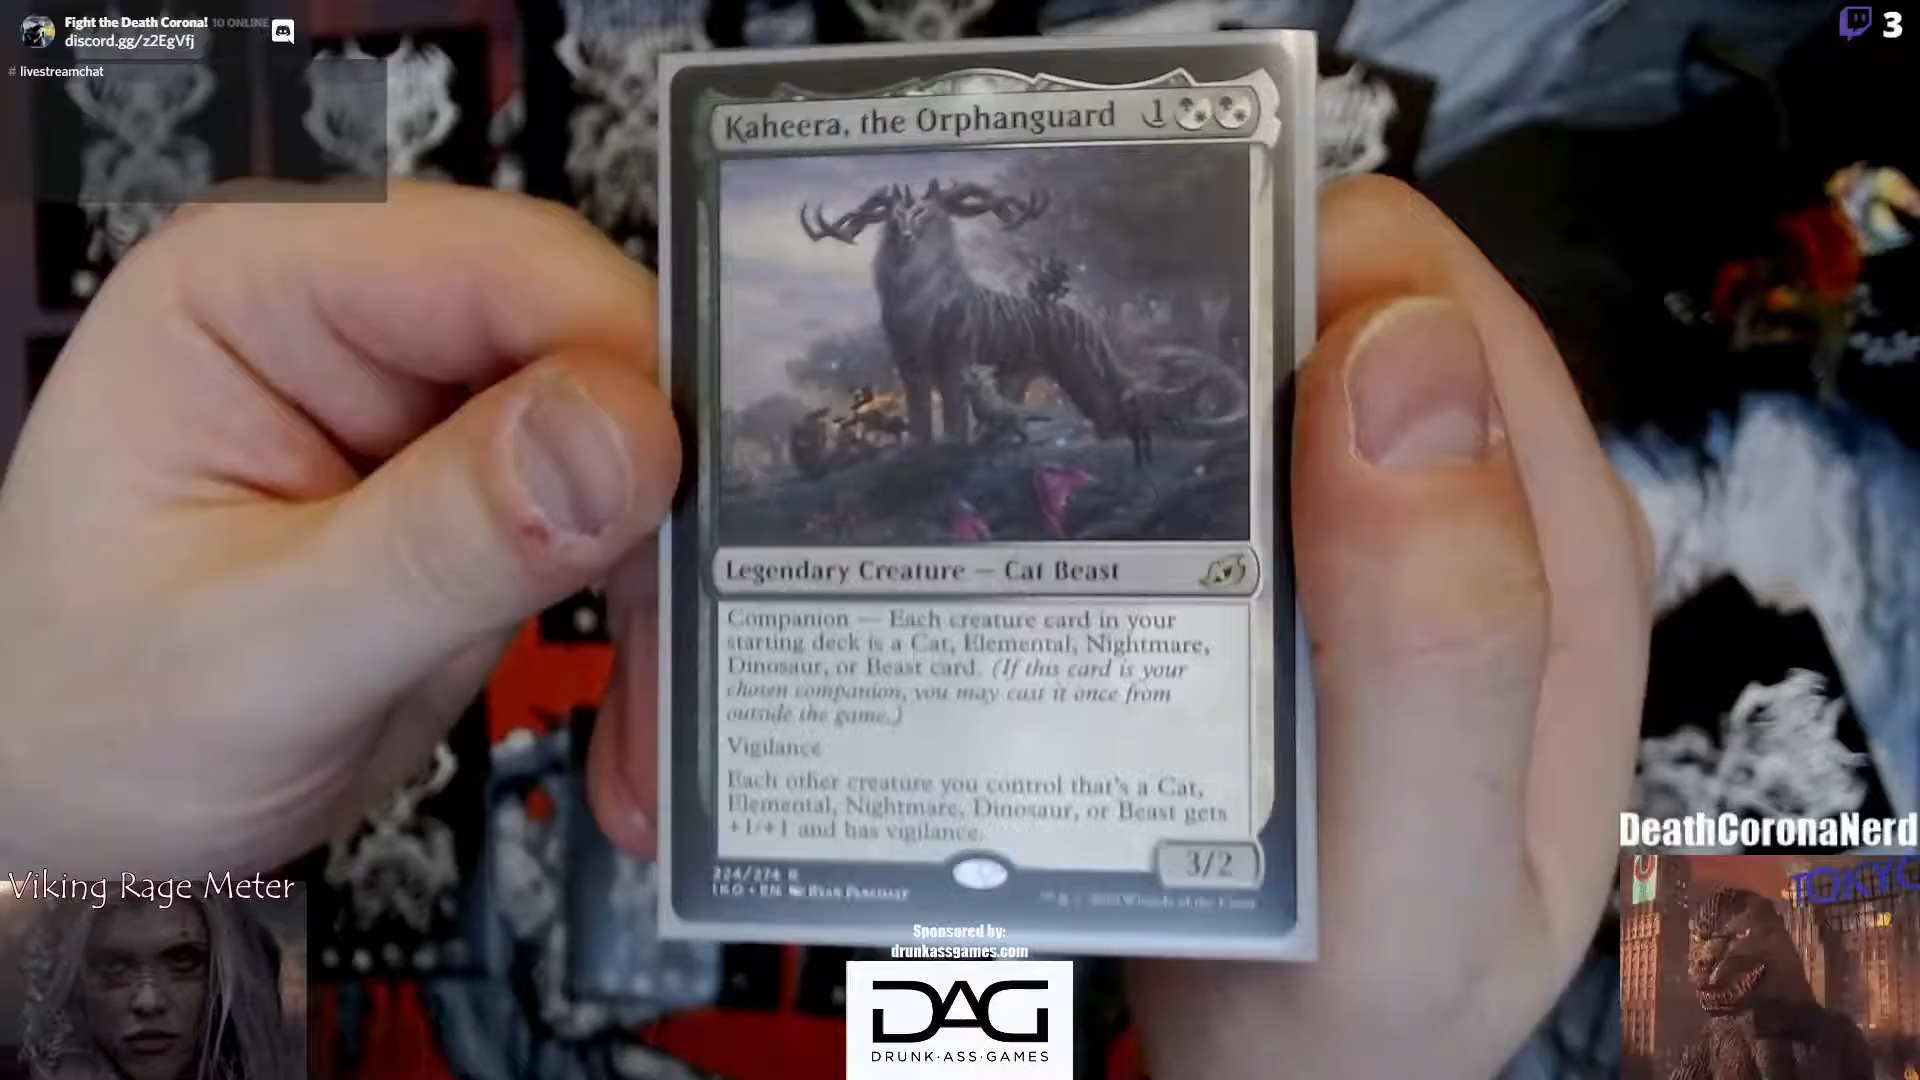 Fight the Death Corona! 10 ONLINE
discord.gg/z2EgVfj
# livestreamchat
3
Kaheera, the Orphanguard 1
Legendary Creature — Cat Beast
Companion — Each creature card in your
starting deck is a Cat, Elemental, Nightmare,
Dinosaur, or Beast card. (If this card is your
chosen companion, you may cast it once from
outside the game.)
Vigilance
Each other creature you control that's a Cat,
Elemental, Nightmare, Dinosaur, or Beast gets
+1/+1 and has vigilance.
3/2
224/274 R
IKO • EN
DeathCoronaNerd
TOKYO
Viking Rage Meter
Sponsored by:
drunkassgames.com
DAG
DRUNK·ASS·GAMES